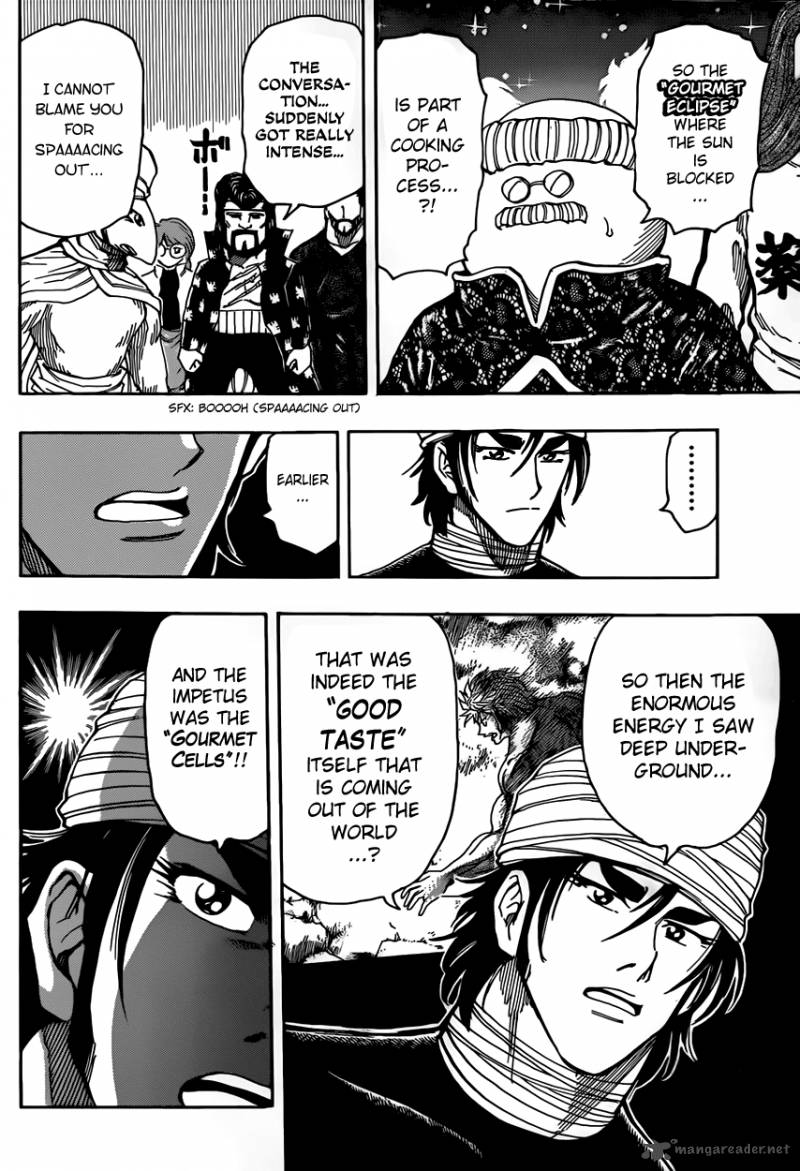 SO THE
"GOURMET
ECLIPSE"
WHERE
THE SUN
IS
BLOCKED
...
IS PART
OF A
COOKING
PRO-
CESS...
?!
薬
THE
CONVERSA-
TION...
SUDDENLY
GOT REALLY
INTENSE...
ボー…
I CANNOT
BLAME YOU
FOR
SPAAAACING
OUT...
SFX: BOOOOH (SPAAAACING OUT)
.........
EARLIER
...
SO THEN THE
ENORMOUS
ENERGY I SAW
DEEP UNDER-
GROUND...
THAT WAS
INDEED THE
"GOOD
TASTE"
ITSELF THAT
IS COMING
OUT OF THE
WORLD
...?
AND THE
IMPETUS
WAS THE
"GOURMET
CELLS"!!
mangareader.net